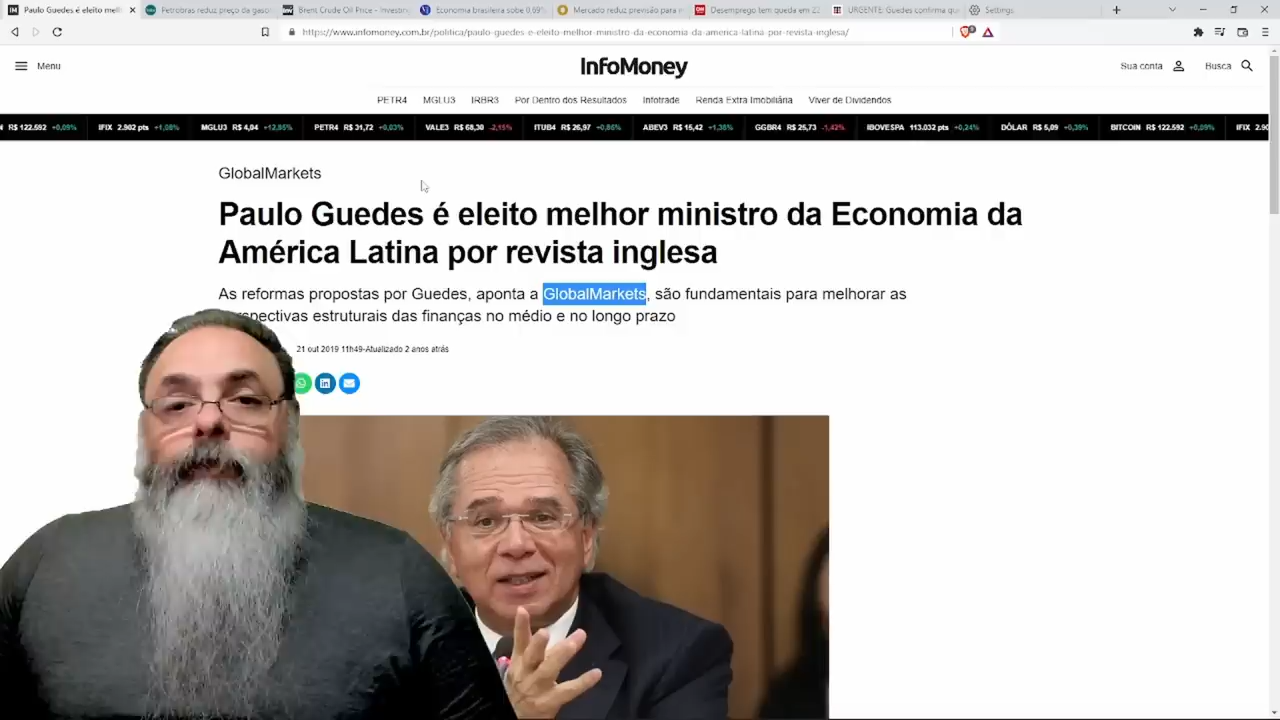 Paulo Guedes é eleito melh
Petrobras reduz preço da gaso
Brent Crude Oil Price - Investing
Economia brasileira sobe 0,69%
Mercado reduz previsão para in
Desemprego tem queda em 22
URGENTE: Guedes confirma que
Settings
https://www.infomoney.com.br/politica/paulo-guedes-e-eleito-melhor-ministro-da-economia-da-america-latina-por-revista-inglesa/
Menu
InfoMoney
Sua conta
Busca
PETR4 MGLU3 IRBR3 Por Dentro dos Resultados Infotrade Renda Extra Imobiliária Viver de Dividendos
N R$ 122.592 +0,09% IFIX 2.902 pts +1,08% MGLU3 R$ 4,04 +12,85% PETR4 R$ 31,72 +0,03% VALE3 R$ 68,30 -2,15% ITUB4 R$ 26,97 +0,86% ABEV3 R$ 15,42 +1,38% GGBR4 R$ 25,73 -1,42% IBOVESPA 113.032 pts +0,24% DÓLAR R$ 5,09 +0,39% BITCOIN R$ 122.592 +0,09% IFIX 2.90
GlobalMarkets
Paulo Guedes é eleito melhor ministro da Economia da
América Latina por revista inglesa
As reformas propostas por Guedes, aponta a GlobalMarkets, são fundamentais para melhorar as
spectivas estruturais das finanças no médio e no longo prazo
21 out 2019 11h49-Atualizado 2 anos atrás